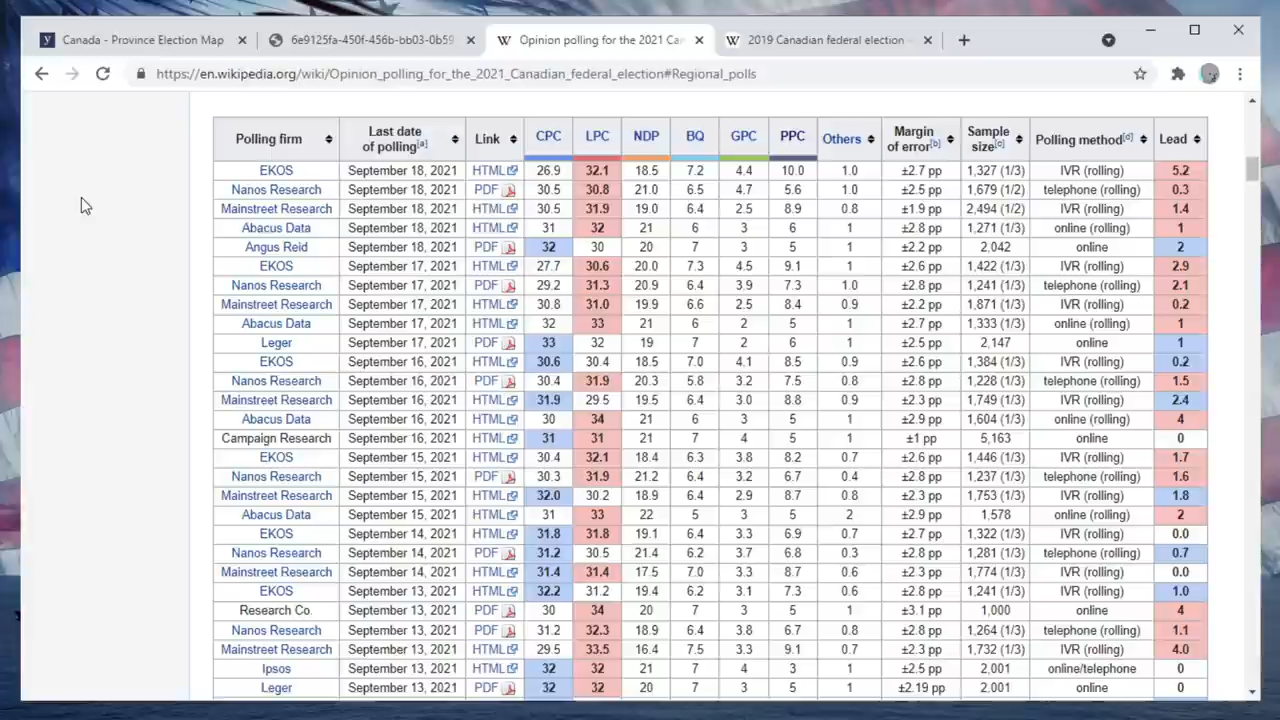 Canada - Province Election Map
6e9125fa-450f-456b-bb03-0b59
Opinion polling for the 2021 Ca
2019 Canadian federal election -
https://en.wikipedia.org/wiki/Opinion_polling_for_the_2021_Canadian_federal_election#Regional_polls
Polling firm Last date of polling[a] Link CPC LPC NDP BQ GPC PPC Others Margin of error[b] Sample size[c] Polling method[d] Lead
EKOS September 18, 2021 HTML 26.9 32.1 18.5 7.2 4.4 10.0 1.0 ±2.7 pp 1,327 (1/3) IVR (rolling) 5.2
Nanos Research September 18, 2021 PDF 30.5 30.8 21.0 6.5 4.7 5.6 1.0 ±2.5 pp 1,679 (1/2) telephone (rolling) 0.3
Mainstreet Research September 18, 2021 HTML 30.5 31.9 19.0 6.4 2.5 8.9 0.8 ±1.9 pp 2,494 (1/2) IVR (rolling) 1.4
Abacus Data September 18, 2021 HTML 31 32 21 6 3 6 1 ±2.8 pp 1,271 (1/3) online (rolling) 1
Angus Reid September 18, 2021 PDF 32 30 20 7 3 5 1 ±2.2 pp 2,042 online 2
EKOS September 17, 2021 HTML 27.7 30.6 20.0 7.3 4.5 9.1 1 ±2.6 pp 1,422 (1/3) IVR (rolling) 2.9
Nanos Research September 17, 2021 PDF 29.2 31.3 20.9 6.4 3.9 7.3 1.0 ±2.8 pp 1,241 (1/3) telephone (rolling) 2.1
Mainstreet Research September 17, 2021 HTML 30.8 31.0 19.9 6.6 2.5 8.4 0.9 ±2.2 pp 1.871 (1/3) IVR (rolling) 0.2
Abacus Data September 17, 2021 HTML 32 33 21 6 2 5 1 ±2.7 pp 1,333 (1/3) online (rolling) 1
Leger September 17, 2021 PDF 33 32 19 7 2 6 1 ±2.5 pp 2,147 online 1
EKOS September 16, 2021 HTML 30.6 30.4 18.5 7.0 4.1 8.5 0.9 ±2.6 pp 1,384 (1/3) IVR (rolling) 0.2
Nanos Research September 16, 2021 PDF 30.4 31.9 20.3 5.8 3.2 7.5 0.8 ±2.8 pp 1,228 (1/3) telephone (rolling) 1.5
Mainstreet Research September 16, 2021 HTML 31.9 29.5 19.5 6.4 3.0 8.8 0.9 ±2.3 pp 1,749 (1/3) IVR (rolling) 2.4
Abacus Data September 16, 2021 HTML 30 34 21 6 3 5 1 ±2.9 pp 1,604 (1/3) online (rolling) 4
Campaign Research September 16, 2021 HTML 31 31 21 7 4 5 1 ±1 pp 5,163 online 0
EKOS September 15, 2021 HTML 30.4 32.1 18.4 6.3 3.8 8.2 0.7 ±2.6 pp 1,446 (1/3) IVR (rolling) 1.7
Nanos Research September 15, 2021 PDF 30.3 31.9 21.2 6.4 3.2 6.7 0.4 ±2.8 pp 1,237 (1/3) telephone (rolling) 1.6
Mainstreet Research September 15, 2021 HTML 32.0 30.2 18.9 6.4 2.9 8.7 0.8 ±2.3 pp 1,753 (1/3) IVR (rolling) 1.8
Abacus Data September 15, 2021 HTML 31 33 22 5 3 5 2 ±2.9 pp 1,578 online (rolling) 2
EKOS September 14, 2021 HTML 31.8 31.8 19.1 6.4 3.3 6.9 0.7 ±2.7 pp 1,322 (1/3) IVR (rolling) 0.0
Nanos Research September 14, 2021 PDF 31.2 30.5 21.4 6.2 3.7 6.8 0.3 ±2.8 pp 1,281 (1/3) telephone (rolling) 0.7
Mainstreet Research September 14, 2021 HTML 31.4 31.4 17.5 7.0 3.3 8.7 0.6 ±2.3 pp 1,774 (1/3) IVR (rolling) 0.0
EKOS September 13, 2021 HTML 32.2 31.2 19.4 6.2 3.1 7.3 0.6 ±2.8 pp 1,241 (1/3) IVR (rolling) 1.0
Research Co. September 13, 2021 PDF 30 34 20 7 3 5 1 ±3.1 pp 1,000 online 4
Nanos Research September 13, 2021 PDF 31.2 32.3 18.9 6.4 3.8 6.7 0.8 ±2.8 pp 1,264 (1/3) telephone (rolling) 1.1
Mainstreet Research September 13, 2021 HTML 29.5 33.5 16.4 7.5 3.3 9.1 0.7 ±2.3 pp 1,732 (1/3) IVR (rolling) 4.0
Ipsos September 13, 2021 HTML 32 32 21 7 4 3 1 ±2.5 pp 2,001 online/telephone 0
Leger September 13, 2021 PDF 32 32 20 7 3 5 1 ±2.19 pp 2,001 online 0